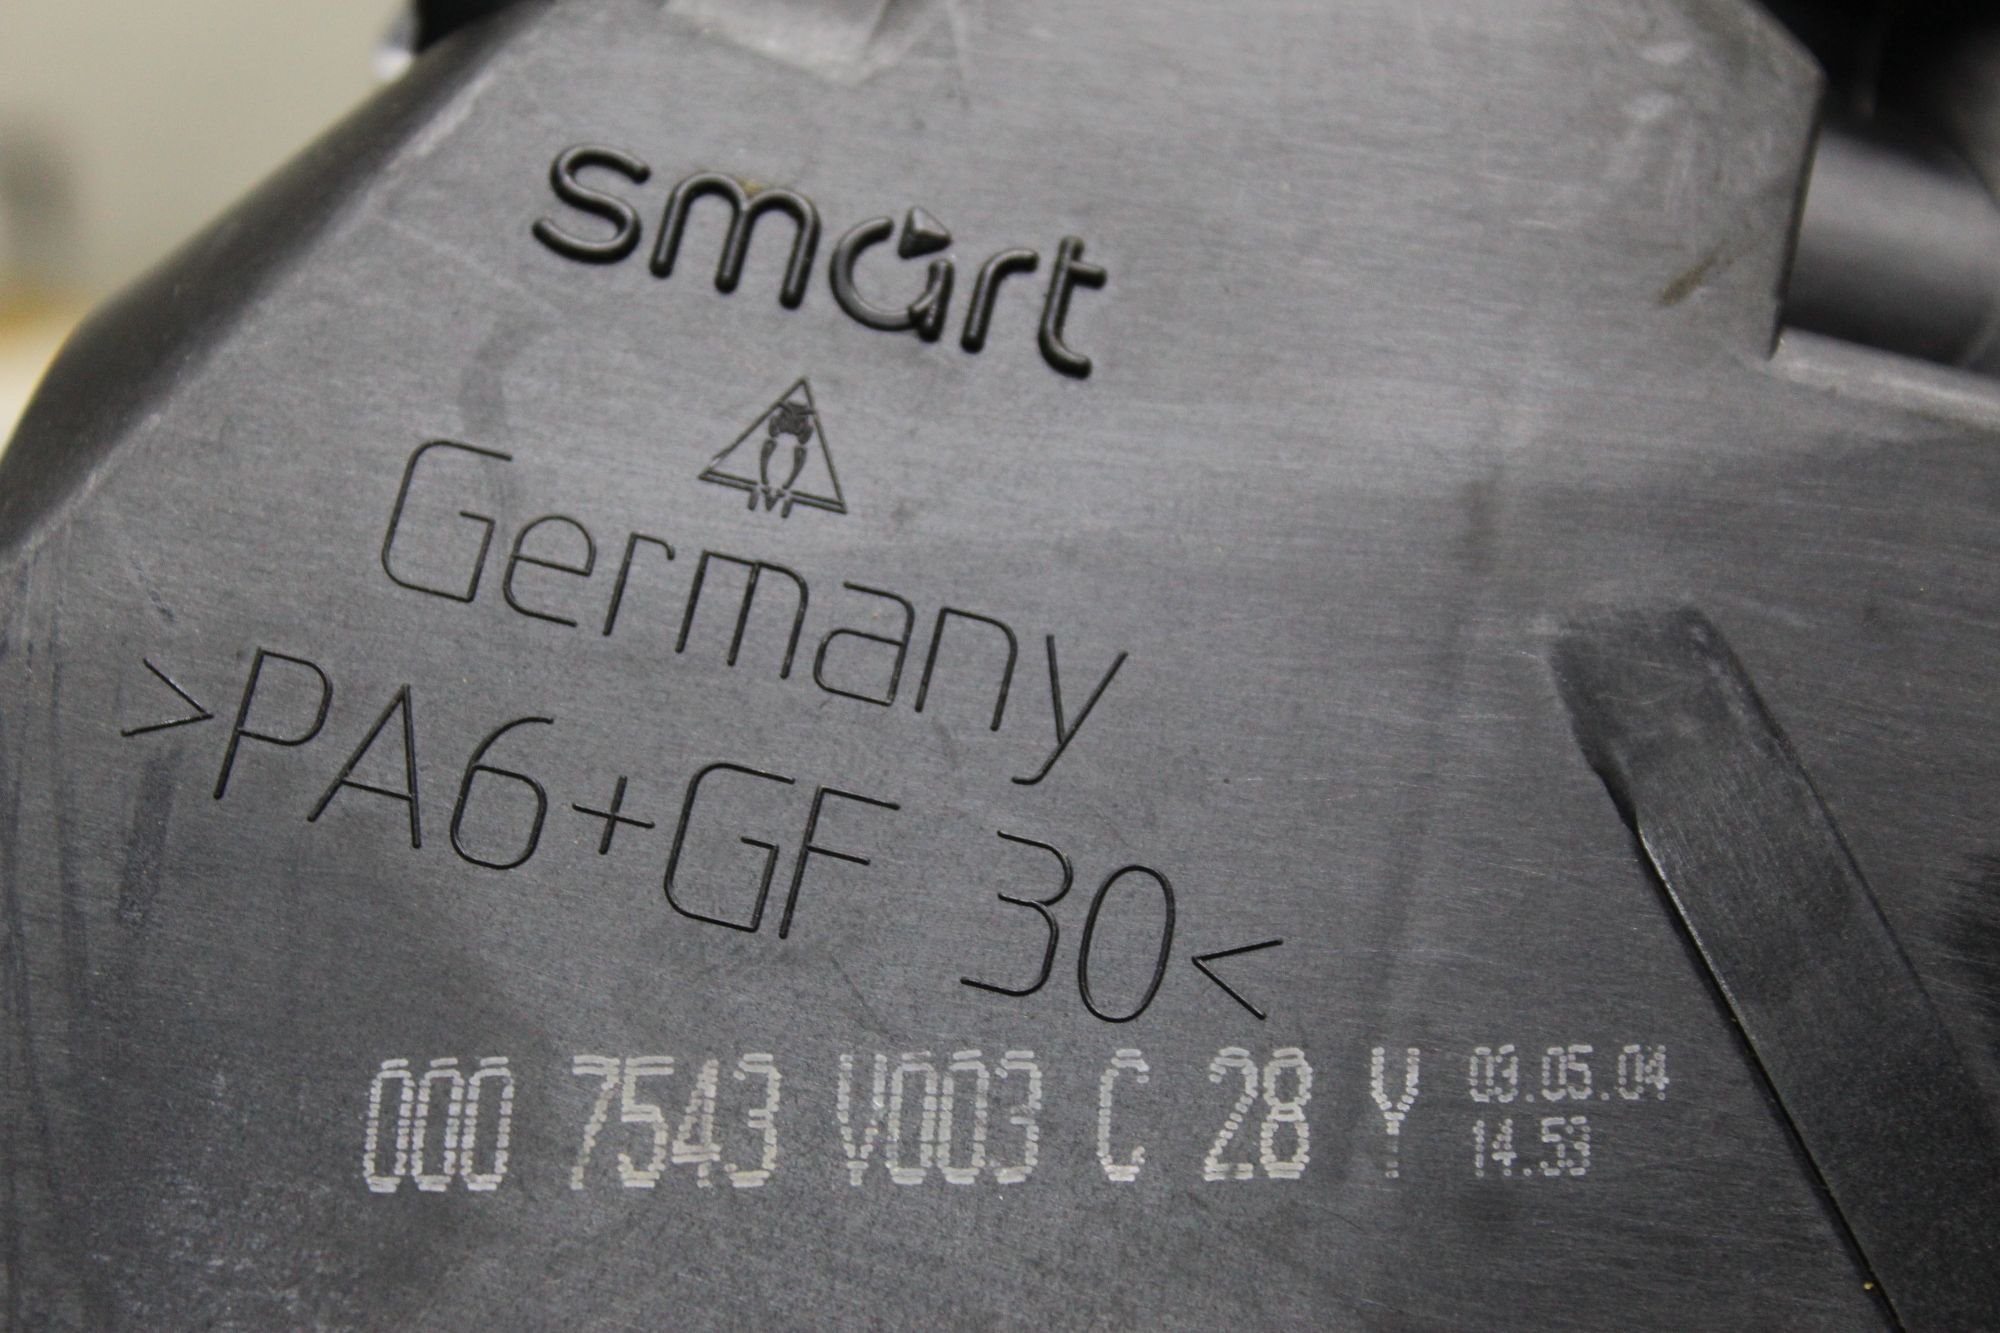 smart
Germany
>PA6+GF 30<
000 7543 V003 C 28 Y 03.05.04
14.53